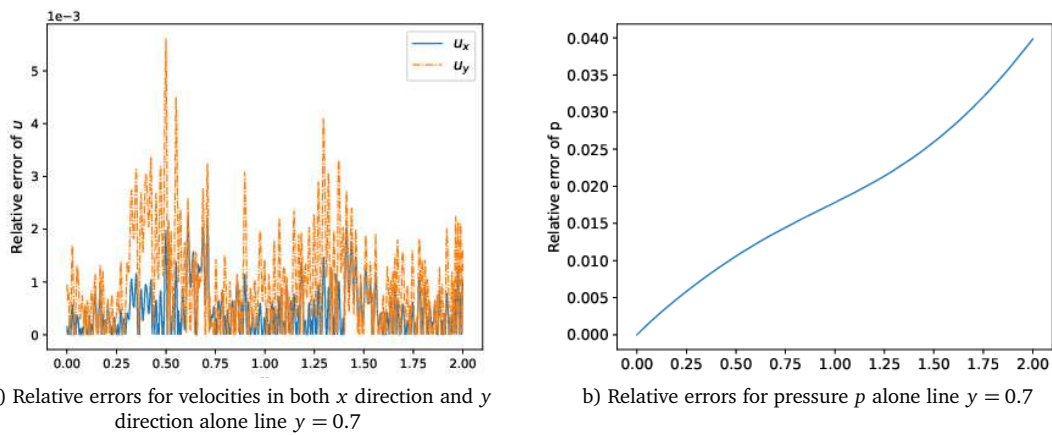 1e−3
5
4
3
2
1
0
Relative error of u
u_x
u_y
0.00 0.25 0.50 0.75 1.00 1.25 1.50 1.75 2.00
) Relative errors for velocities in both x direction and y
direction alone line y = 0.7
0.040
0.035
0.030
0.025
0.020
0.015
0.010
0.005
0.000
Relative error of p
0.00 0.25 0.50 0.75 1.00 1.25 1.50 1.75 2.00
b) Relative errors for pressure p alone line y = 0.7